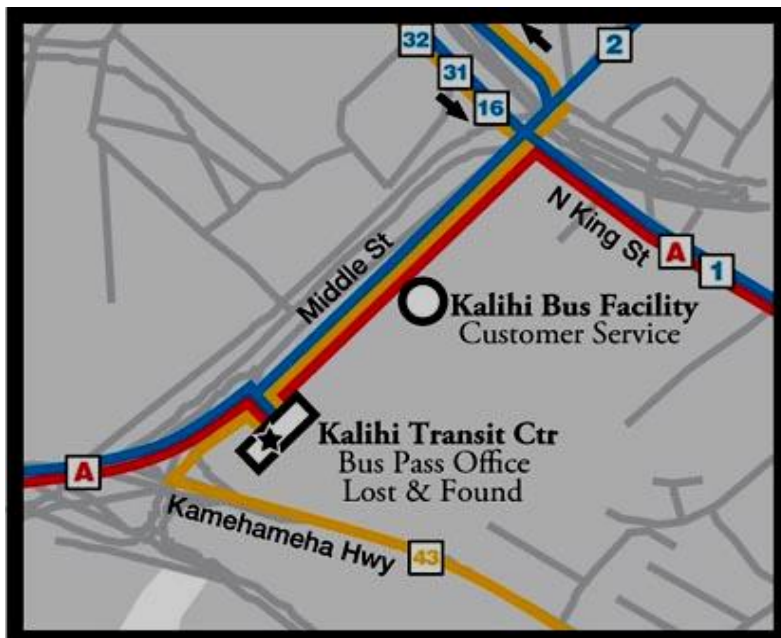 32
2
31
16
N King St
A
1
Middle St
Kalihi Bus Facility
Customer Service
Kalihi Transit Ctr
Bus Pass Office
Lost & Found
A
Kamehameha Hwy
43